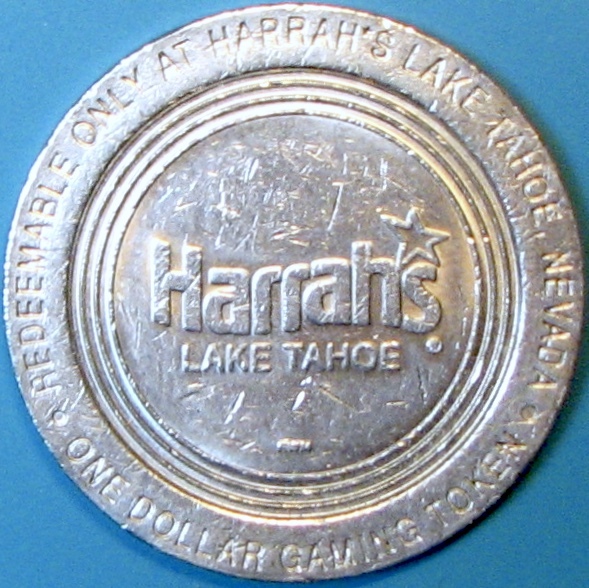 REDEEMABLE ONLY AT HARRAH'S LAKE TAHOE, NEVADA
Harrah's
LAKE TAHOE
ONE DOLLAR GAMING TOKEN